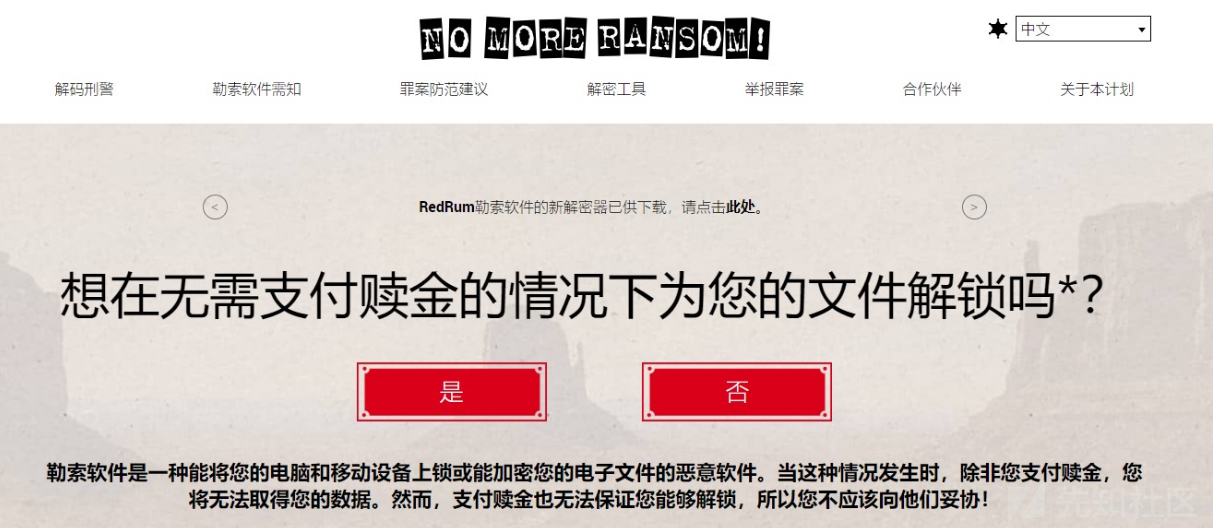 NO MORE RANSOM!
中文
解码刑警 勒索软件需知 罪案防范建议 解密工具 举报罪案 合作伙伴 关于本计划
< RedRum勒索软件的新解密器已供下载，请点击此处。 >
想在无需支付赎金的情况下为您的文件解锁吗*？
是 否
勒索软件是一种能将您的电脑和移动设备上锁或能加密您的电子文件的恶意软件。当这种情况发生时，除非您支付赎金，您
将无法取得您的数据。然而，支付赎金也无法保证您能够解锁，所以您不应该向他们妥协！
先知社区